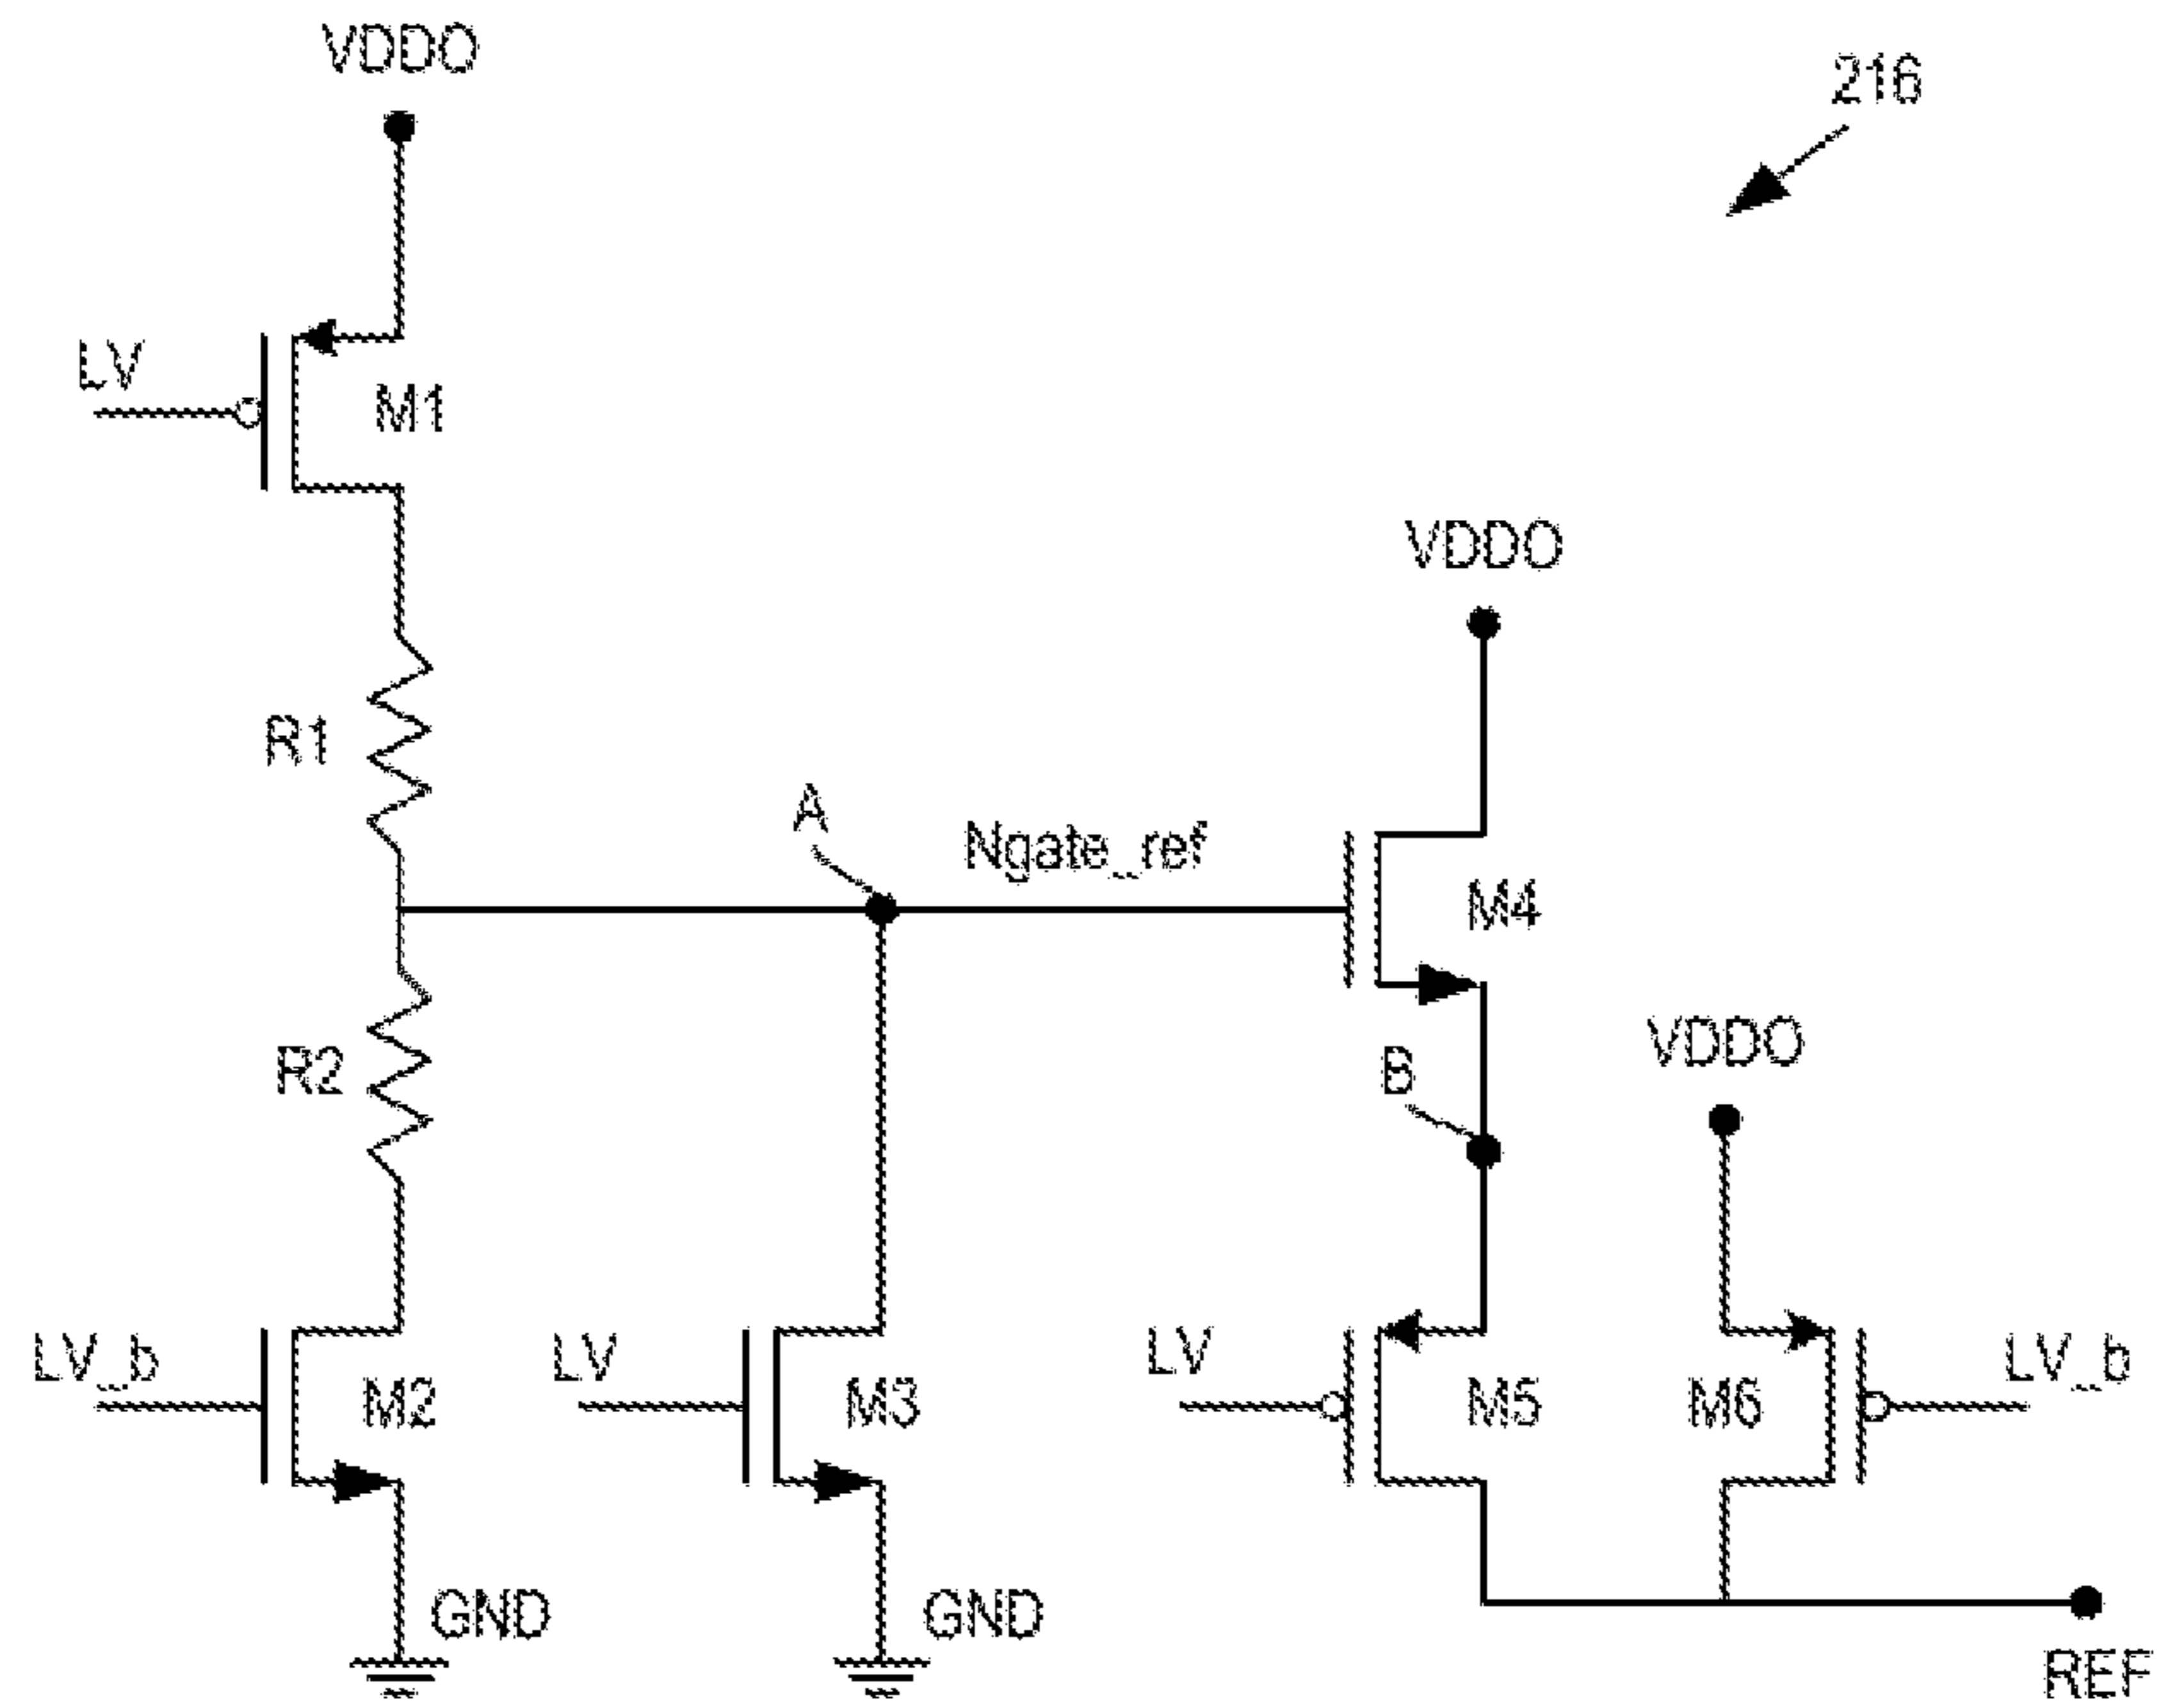 VDDO
216
LV
M1
VDDO
R1
A
Ngate_ref
M4
R2
B
VDDO
LV_b
M2
LV
M3
LV
M5
M6
LV_b
GND
GND
REF